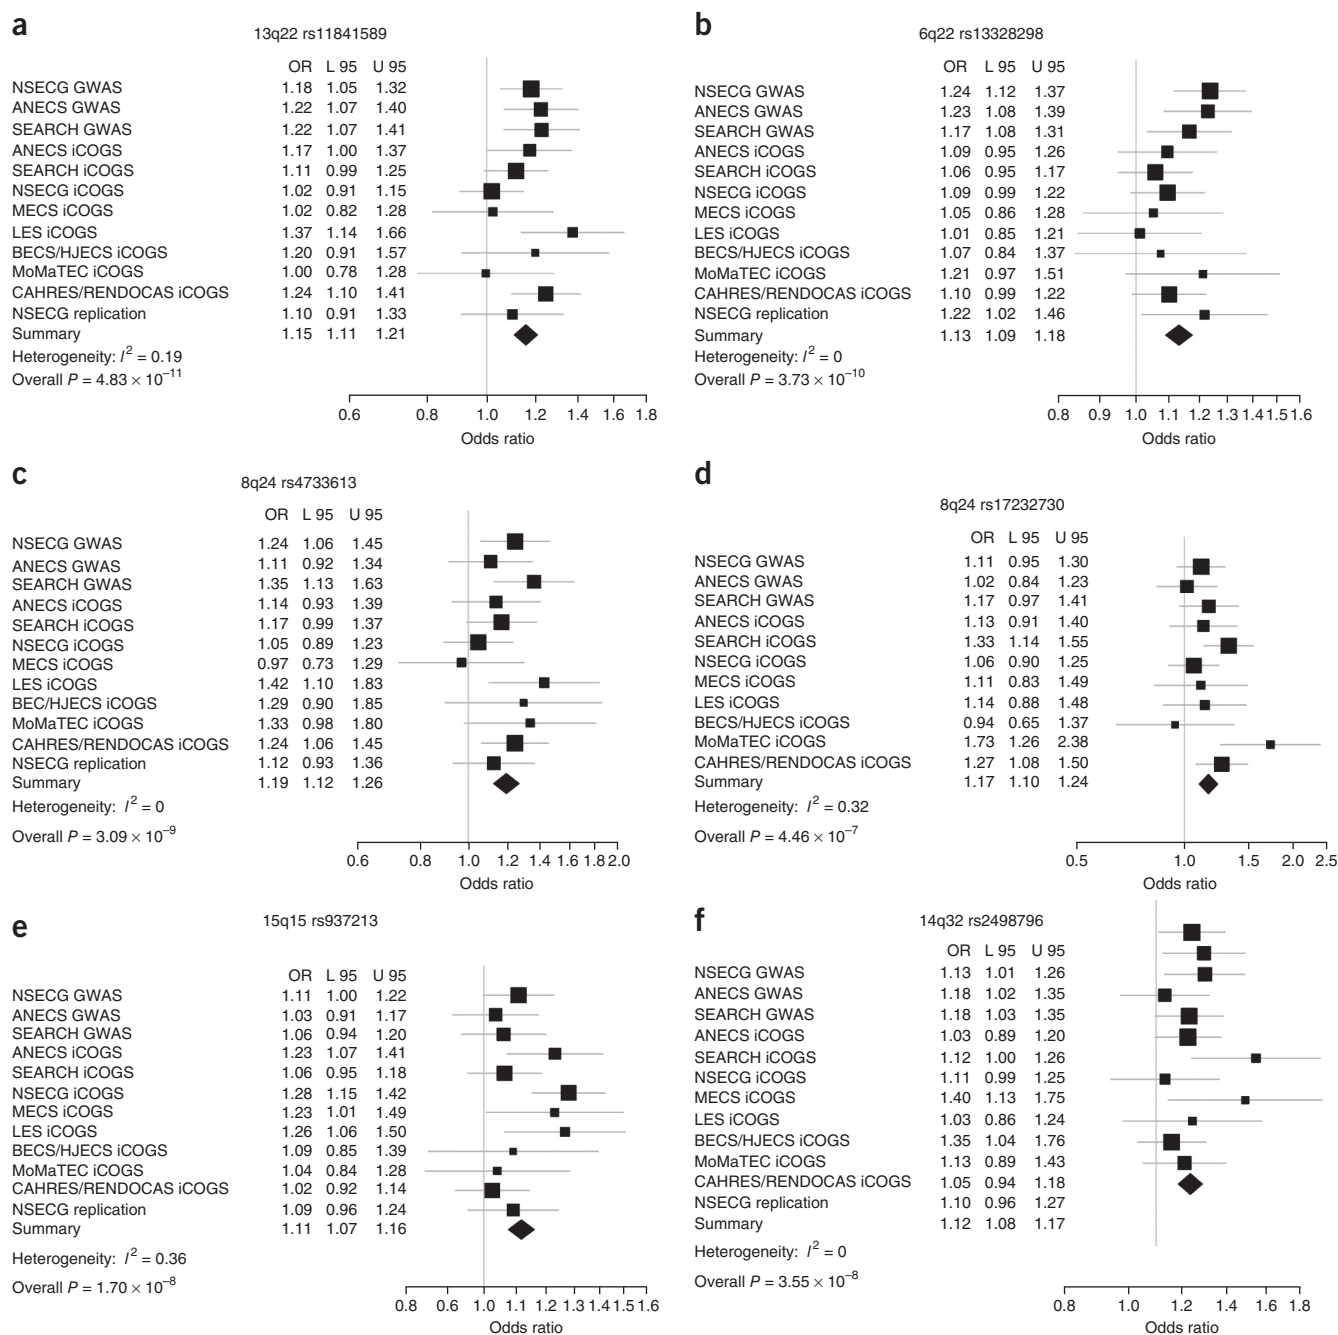 a
13q22 rs11841589
OR L 95 U 95
NSECG GWAS 1.18 1.05 1.32
ANECS GWAS 1.22 1.07 1.40
SEARCH GWAS 1.22 1.07 1.41
ANECS iCOGS 1.17 1.00 1.37
SEARCH iCOGS 1.11 0.99 1.25
NSECG iCOGS 1.02 0.91 1.15
MECS iCOGS 1.02 0.82 1.28
LES iCOGS 1.37 1.14 1.66
BECS/HJECS iCOGS 1.20 0.91 1.57
MoMaTEC iCOGS 1.00 0.78 1.28
CAHRES/RENDOCAS iCOGS 1.24 1.10 1.41
NSECG replication 1.10 0.91 1.33
Summary 1.15 1.11 1.21
Heterogeneity: I² = 0.19
Overall P = 4.83 × 10⁻¹¹
0.6 0.8 1.0 1.2 1.4 1.6 1.8
Odds ratio
b
6q22 rs13328298
OR L 95 U 95
NSECG GWAS 1.24 1.12 1.37
ANECS GWAS 1.23 1.08 1.39
SEARCH GWAS 1.17 1.08 1.31
ANECS iCOGS 1.09 0.95 1.26
SEARCH iCOGS 1.06 0.95 1.17
NSECG iCOGS 1.09 0.99 1.22
MECS iCOGS 1.05 0.86 1.28
LES iCOGS 1.01 0.85 1.21
BECS/HJECS iCOGS 1.07 0.84 1.37
MoMaTEC iCOGS 1.21 0.97 1.51
CAHRES/RENDOCAS iCOGS 1.10 0.99 1.22
NSECG replication 1.22 1.02 1.46
Summary 1.13 1.09 1.18
Heterogeneity: I² = 0
Overall P = 3.73 × 10⁻¹⁰
0.8 0.9 1.0 1.1 1.2 1.3 1.4 1.5 1.6
Odds ratio
c
8q24 rs4733613
OR L 95 U 95
NSECG GWAS 1.24 1.06 1.45
ANECS GWAS 1.11 0.92 1.34
SEARCH GWAS 1.35 1.13 1.63
ANECS iCOGS 1.14 0.93 1.39
SEARCH iCOGS 1.17 0.99 1.37
NSECG iCOGS 1.05 0.89 1.23
MECS iCOGS 0.97 0.73 1.29
LES iCOGS 1.42 1.10 1.83
BEC/HJECS iCOGS 1.29 0.90 1.85
MoMaTEC iCOGS 1.33 0.98 1.80
CAHRES/RENDOCAS iCOGS 1.24 1.06 1.45
NSECG replication 1.12 0.93 1.36
Summary 1.19 1.12 1.26
Heterogeneity: I² = 0
Overall P = 3.09 × 10⁻⁹
0.6 0.8 1.0 1.2 1.4 1.6 1.8 2.0
Odds ratio
d
8q24 rs17232730
OR L 95 U 95
NSECG GWAS 1.11 0.95 1.30
ANECS GWAS 1.02 0.84 1.23
SEARCH GWAS 1.17 0.97 1.41
ANECS iCOGS 1.13 0.91 1.40
SEARCH iCOGS 1.33 1.14 1.55
NSECG iCOGS 1.06 0.90 1.25
MECS iCOGS 1.11 0.83 1.49
LES iCOGS 1.14 0.88 1.48
BECS/HJECS iCOGS 0.94 0.65 1.37
MoMaTEC iCOGS 1.73 1.26 2.38
CAHRES/RENDOCAS iCOGS 1.27 1.08 1.50
Summary 1.17 1.10 1.24
Heterogeneity: I² = 0.32
Overall P = 4.46 × 10⁻⁷
0.5 1.0 1.5 2.0 2.5
Odds ratio
e
15q15 rs937213
OR L 95 U 95
NSECG GWAS 1.11 1.00 1.22
ANECS GWAS 1.03 0.91 1.17
SEARCH GWAS 1.06 0.94 1.20
ANECS iCOGS 1.23 1.07 1.41
SEARCH iCOGS 1.06 0.95 1.18
NSECG iCOGS 1.28 1.15 1.42
MECS iCOGS 1.23 1.01 1.49
LES iCOGS 1.26 1.06 1.50
BECS/HJECS iCOGS 1.09 0.85 1.39
MoMaTEC iCOGS 1.04 0.84 1.28
CAHRES/RENDOCAS iCOGS 1.02 0.92 1.14
NSECG replication 1.09 0.96 1.24
Summary 1.11 1.07 1.16
Heterogeneity: I² = 0.36
Overall P = 1.70 × 10⁻⁸
0.8 0.6 1.0 1.1 1.2 1.3 1.4 1.5 1.6
Odds ratio
f
14q32 rs2498796
OR L 95 U 95
NSECG GWAS 1.13 1.01 1.26
ANECS GWAS 1.18 1.02 1.35
SEARCH GWAS 1.18 1.03 1.35
ANECS iCOGS 1.03 0.89 1.20
SEARCH iCOGS 1.12 1.00 1.26
NSECG iCOGS 1.11 0.99 1.25
MECS iCOGS 1.40 1.13 1.75
LES iCOGS 1.03 0.86 1.24
BECS/HJECS iCOGS 1.35 1.04 1.76
MoMaTEC iCOGS 1.13 0.89 1.43
CAHRES/RENDOCAS iCOGS 1.05 0.94 1.18
NSECG replication 1.10 0.96 1.27
Summary 1.12 1.08 1.17
Heterogeneity: I² = 0
Overall P = 3.55 × 10⁻⁸
0.8 1.0 1.2 1.4 1.6 1.8
Odds ratio